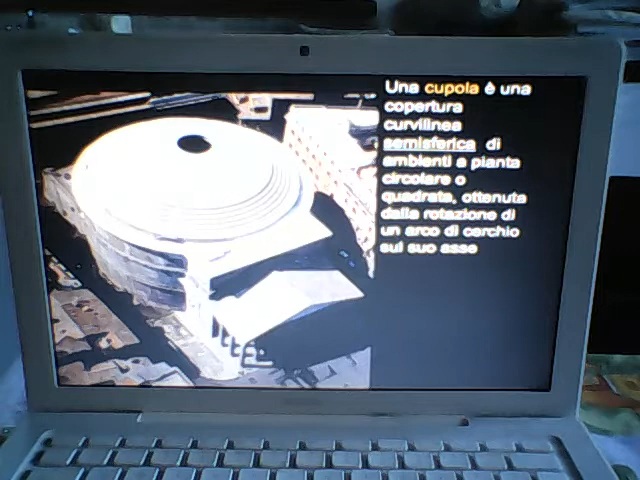 Una cupola è una
copertura
curvilinea
semisferica di
ambienti a pianta
circolare o
quadrata, ottenuta
dalla rotazione di
un arco di cerchio
sul suo asse